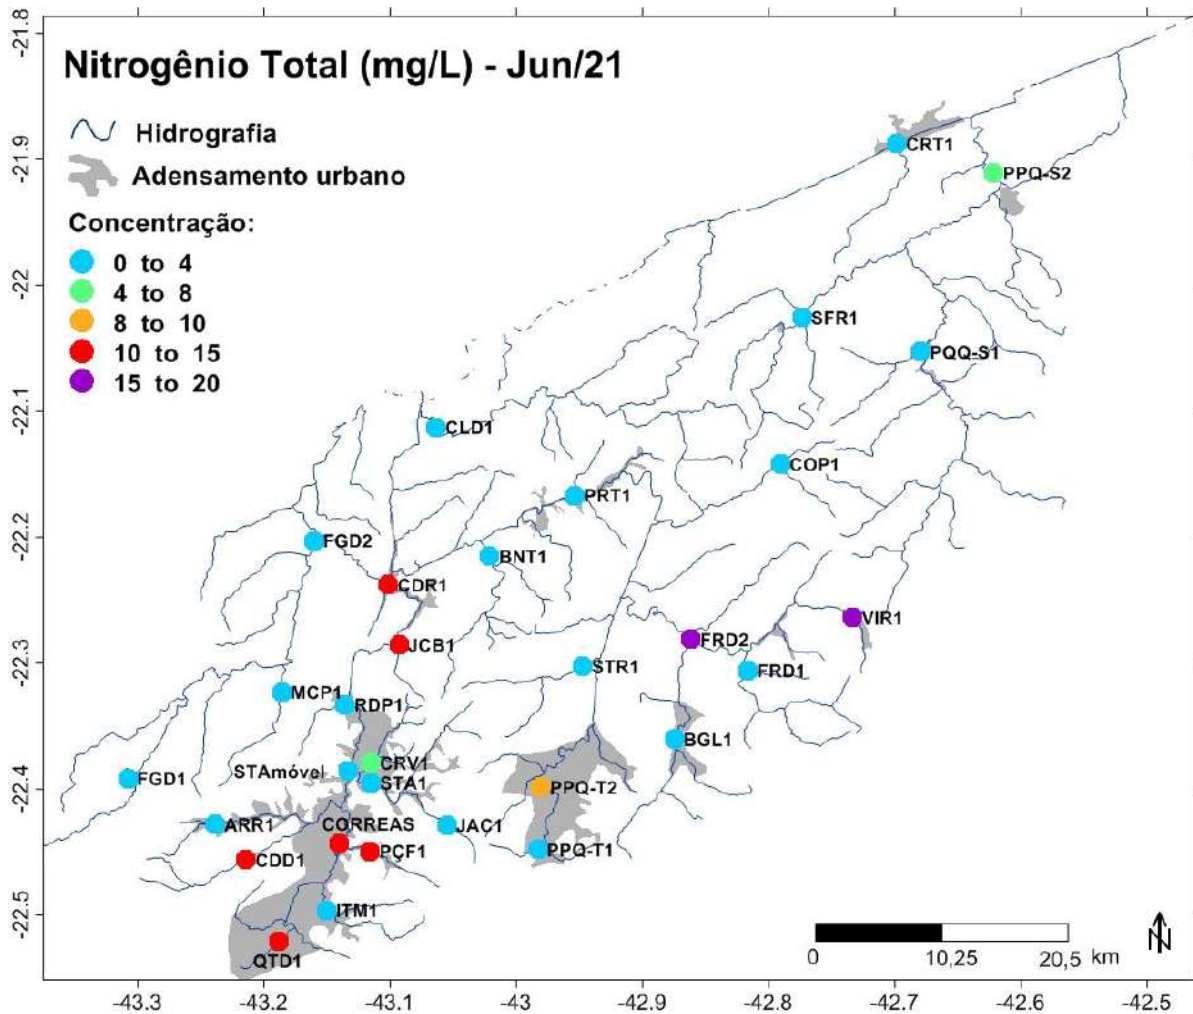 Nitrogênio Total (mg/L) - Jun/21
Hidrografia
Adensamento urbano
Concentração:
0 to 4
4 to 8
8 to 10
10 to 15
15 to 20
-21.8
-21.9
-22
-22.1
-22.2
-22.3
-22.4
-22.5
CRT1
PPQ-S2
SFR1
PQQ-S1
CLD1
COP1
PRT1
FGD2
BNT1
CDR1
VIR1
FRD2
JCB1
STR1
FRD1
MCP1
RDP1
BGL1
CRV1
STAmóvel
FGD1
STA1
PPQ-T2
ARR1
CORREAS
JAC1
PÇF1
PPQ-T1
CDD1
ITM1
QTD1
0
10,25
20,5 km
N
-43.3
-43.2
-43.1
-43
-42.9
-42.8
-42.7
-42.6
-42.5